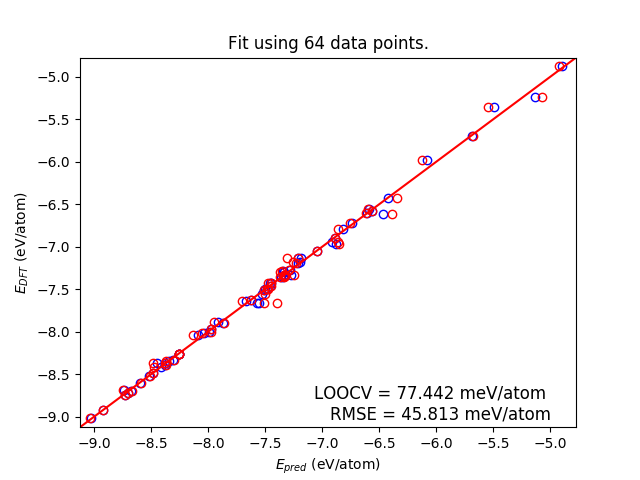 Fit using 64 data points.
E_DFT (eV/atom)
−5.0
−5.5
−6.0
−6.5
−7.0
−7.5
−8.0
−8.5
−9.0
LOOCV = 77.442 meV/atom
RMSE = 45.813 meV/atom
−9.0 −8.5 −8.0 −7.5 −7.0 −6.5 −6.0 −5.5 −5.0
E_pred (eV/atom)